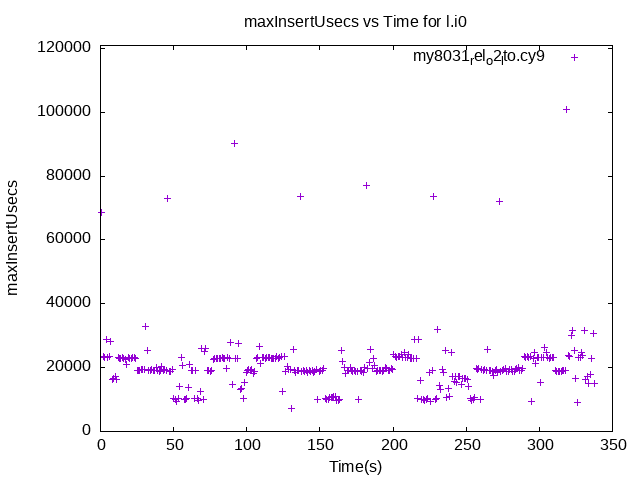 maxInsertUsecs vs Time for l.i0
my8031relo2lto.cy9
120000
100000
80000
60000
40000
20000
0
maxInsertUsecs
0 50 100 150 200 250 300 350
Time(s)